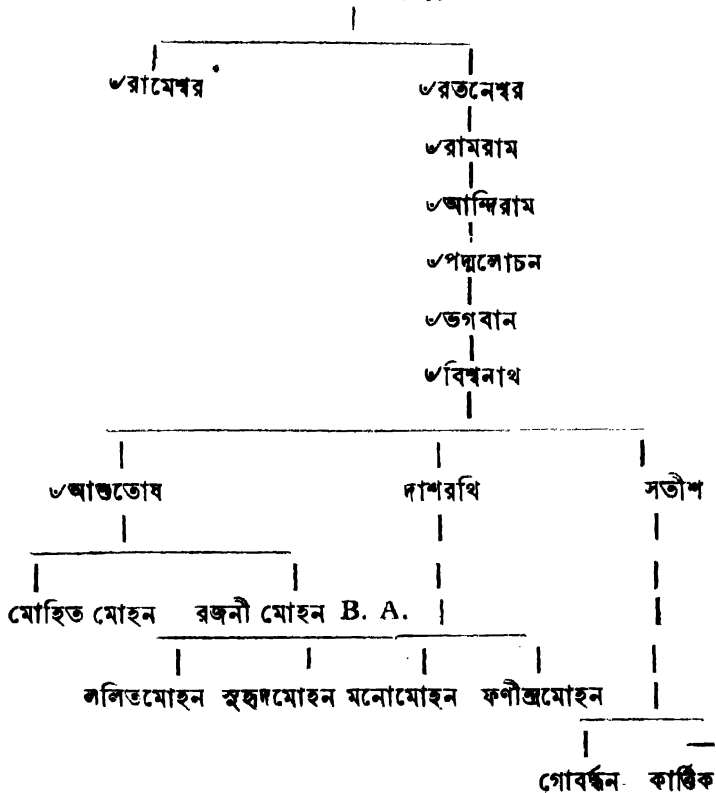 ৺রামেশ্বর ৺রতনেশ্বর
৺রামরাম
৺আন্দিরাম
৺পদ্মলোচন
৺ভগবান
৺বিশ্বনাথ
৺আশুতোষ দাশরথি সতীশ
মোহিত মোহন রজনী মোহন B. A.
ললিতমোহন সুহৃদমোহন মনোমোহন ফণীন্দ্রমোহন
গোবর্দ্ধন কার্ত্তিক